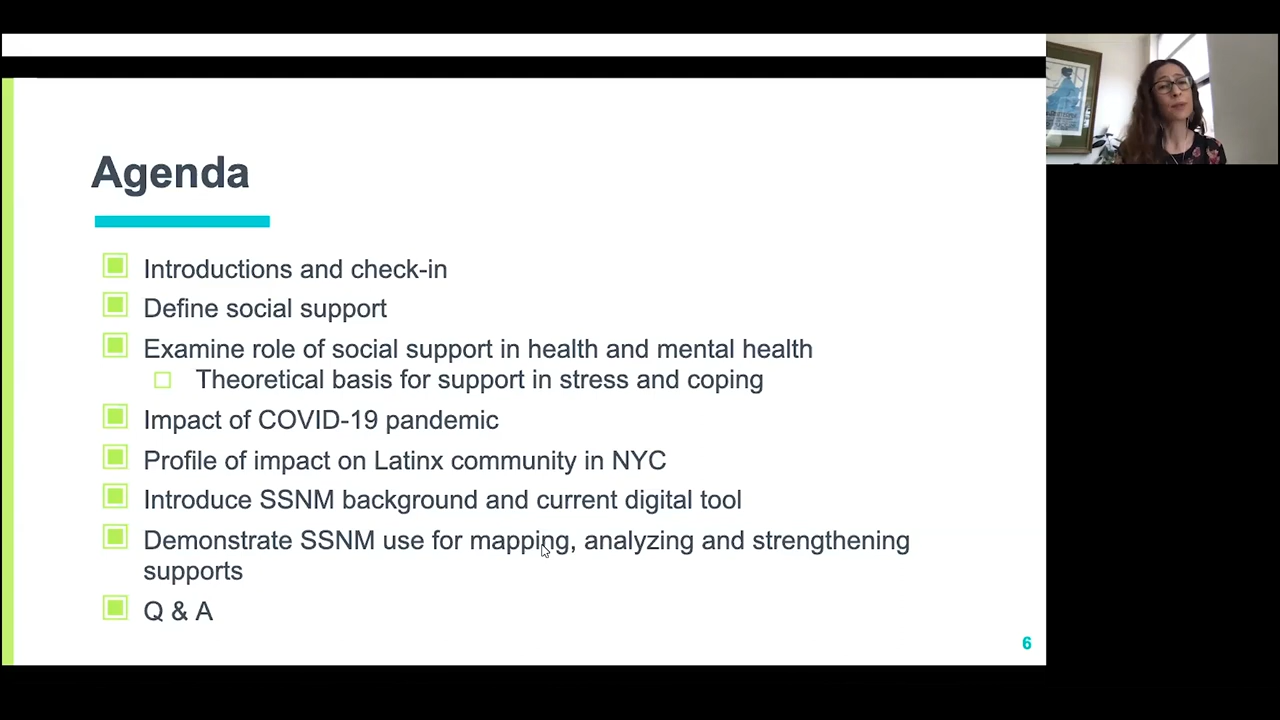 Agenda
Introductions and check-in
Define social support
Examine role of social support in health and mental health
Theoretical basis for support in stress and coping
Impact of COVID-19 pandemic
Profile of impact on Latinx community in NYC
Introduce SSNM background and current digital tool
Demonstrate SSNM use for mapping, analyzing and strengthening
supports
Q & A
6